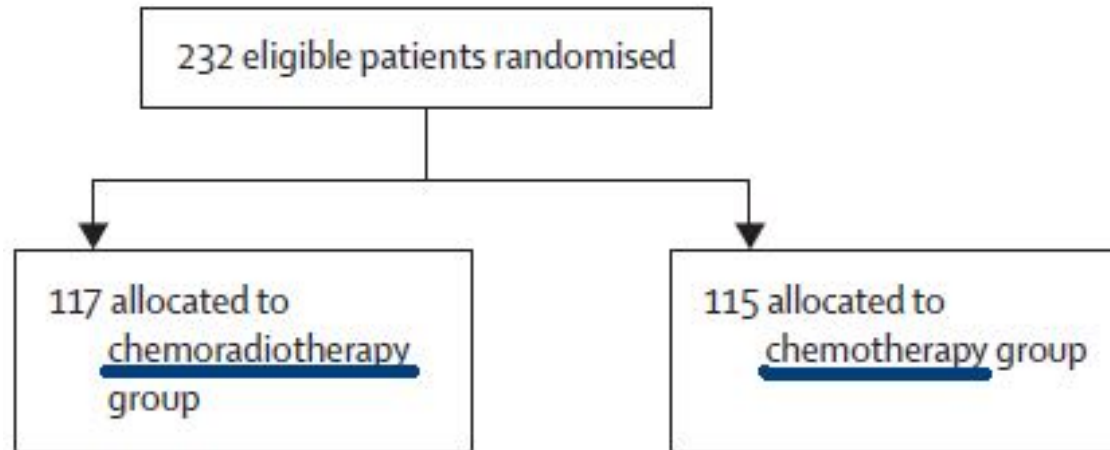 232 eligible patients randomised
117 allocated to
chemoradiotherapy
group
115 allocated to
chemotherapy group